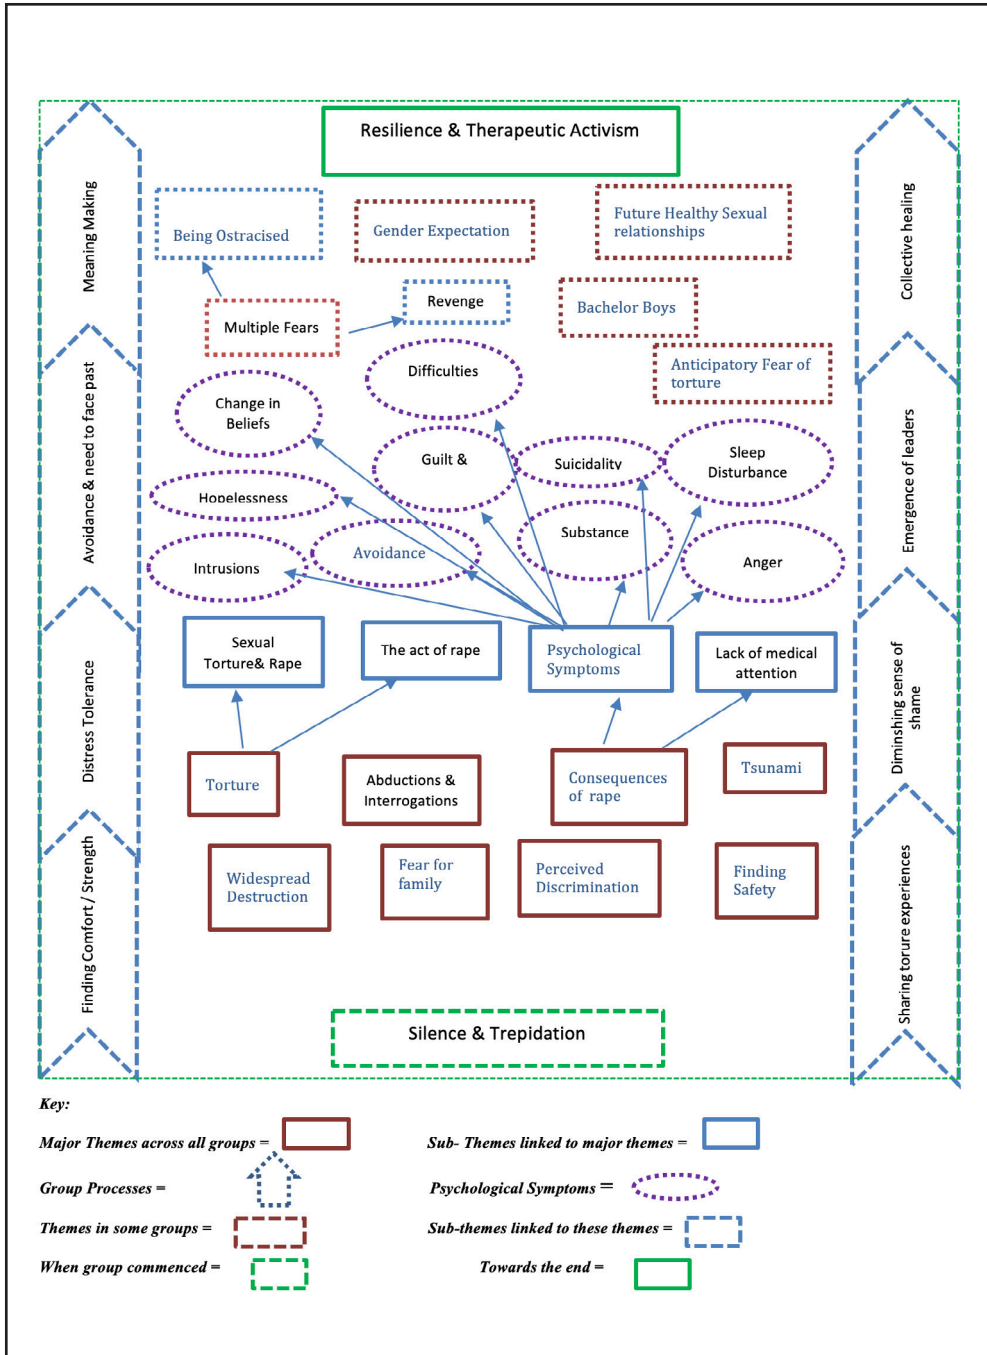 Resilience & Therapeutic Activism
Meaning Making
Collective healing
Being Ostracised
Gender Expectation
Future Healthy Sexual
relationships
Multiple Fears
Revenge
Bachelor Boys
Anticipatory Fear of
torture
Avoidance & need to face past
Emergence of leaders
Change in
Beliefs
Difficulties
Guilt &
Suicidality
Sleep
Disturbance
Hopelessness
Substance
Intrusions
Avoidance
Anger
Distress Tolerance
Diminshing sense of
shame
Sexual
Torture& Rape
The act of rape
Psychological
Symptoms
Lack of medical
attention
Torture
Abductions &
Interrogations
Consequences
of rape
Tsunami
Finding Comfort / Strength
Sharing torure experiences
Widespread
Destruction
Fear for
family
Perceived
Discrimination
Finding
Safety
Silence & Trepidation
Key:
Major Themes across all groups =
Sub- Themes linked to major themes =
Group Processes =
Psychological Symptoms =
Themes in some groups =
Sub-themes linked to these themes =
When group commenced =
Towards the end =